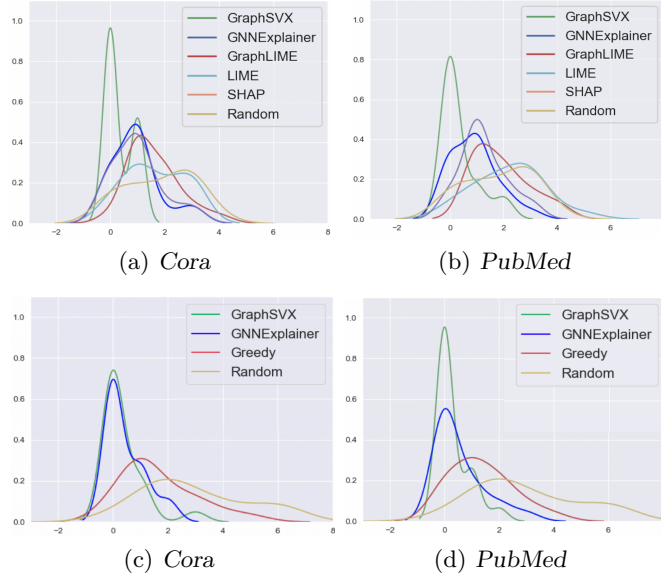 GraphSVX
GNNExplainer
GraphLIME
LIME
SHAP
Random
1.0
0.8
0.6
0.4
0.2
0.0
−2 0 2 4 6 8
(a) Cora
GraphSVX
GNNExplainer
GraphLIME
LIME
SHAP
Random
1.0
0.8
0.6
0.4
0.2
0.0
−2 0 2 4 6
(b) PubMed
GraphSVX
GNNExplainer
Greedy
Random
1.0
0.8
0.6
0.4
0.2
0.0
−2 0 2 4 6 8
(c) Cora
GraphSVX
GNNExplainer
Greedy
Random
1.0
0.8
0.6
0.4
0.2
0.0
−2 0 2 4 6
(d) PubMed